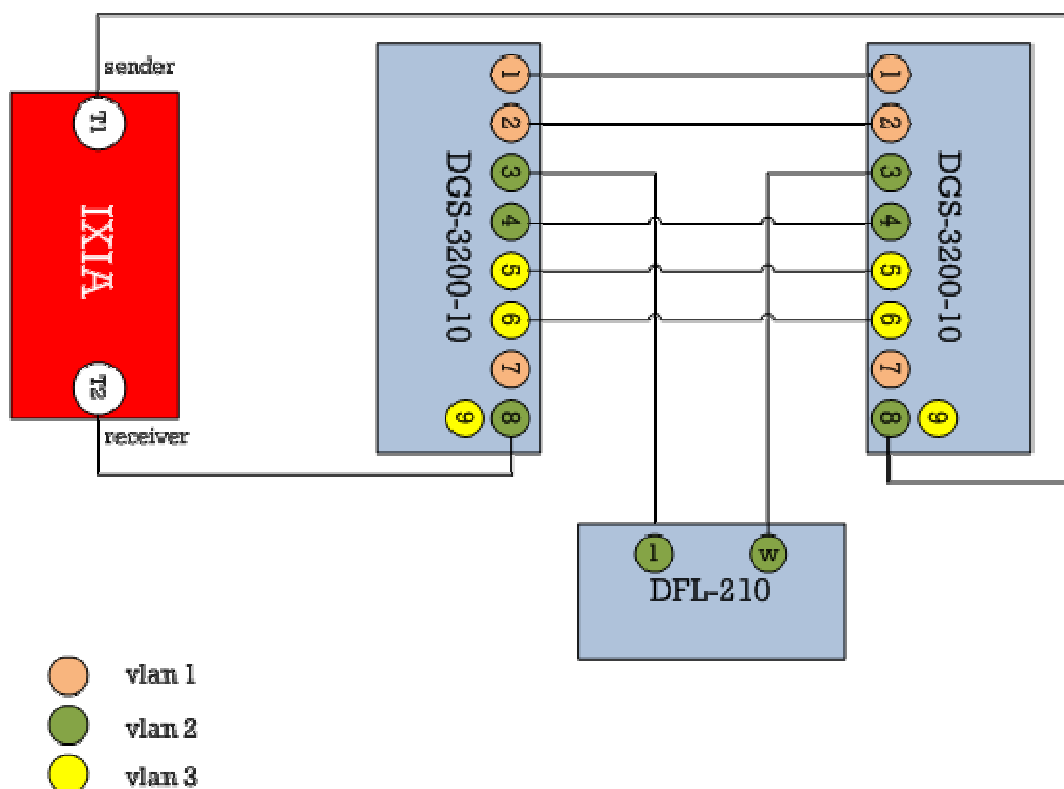 sender
T1
IXIA
T2
receiver
DGS-3200-10
1
2
3
4
5
6
7
9
8
DGS-3200-10
1
2
3
4
5
6
7
8
9
l
w
DFL-210
vlan 1
vlan 2
vlan 3